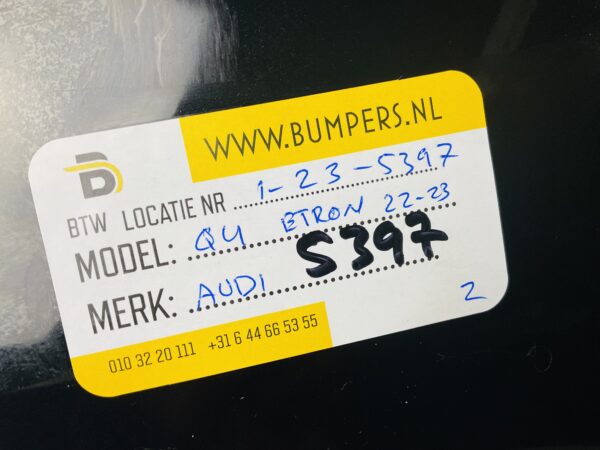 WWW.BUMPERS.NL
BTW LOCATIE NR 1-23-5397
MODEL: Q4 ETRON 22-23
MERK: AUDI 5397
2
010 32 20 111 +31 6 44 66 53 55